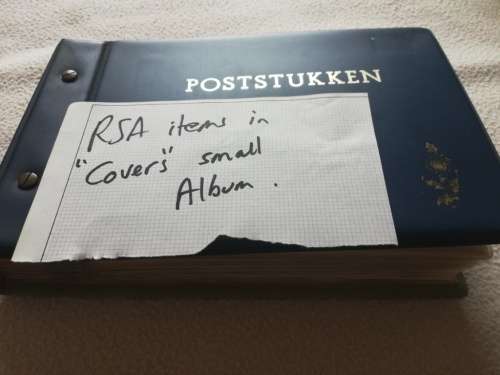 POSTSTUKKEN
RSA items in
"Covers" small
Album.